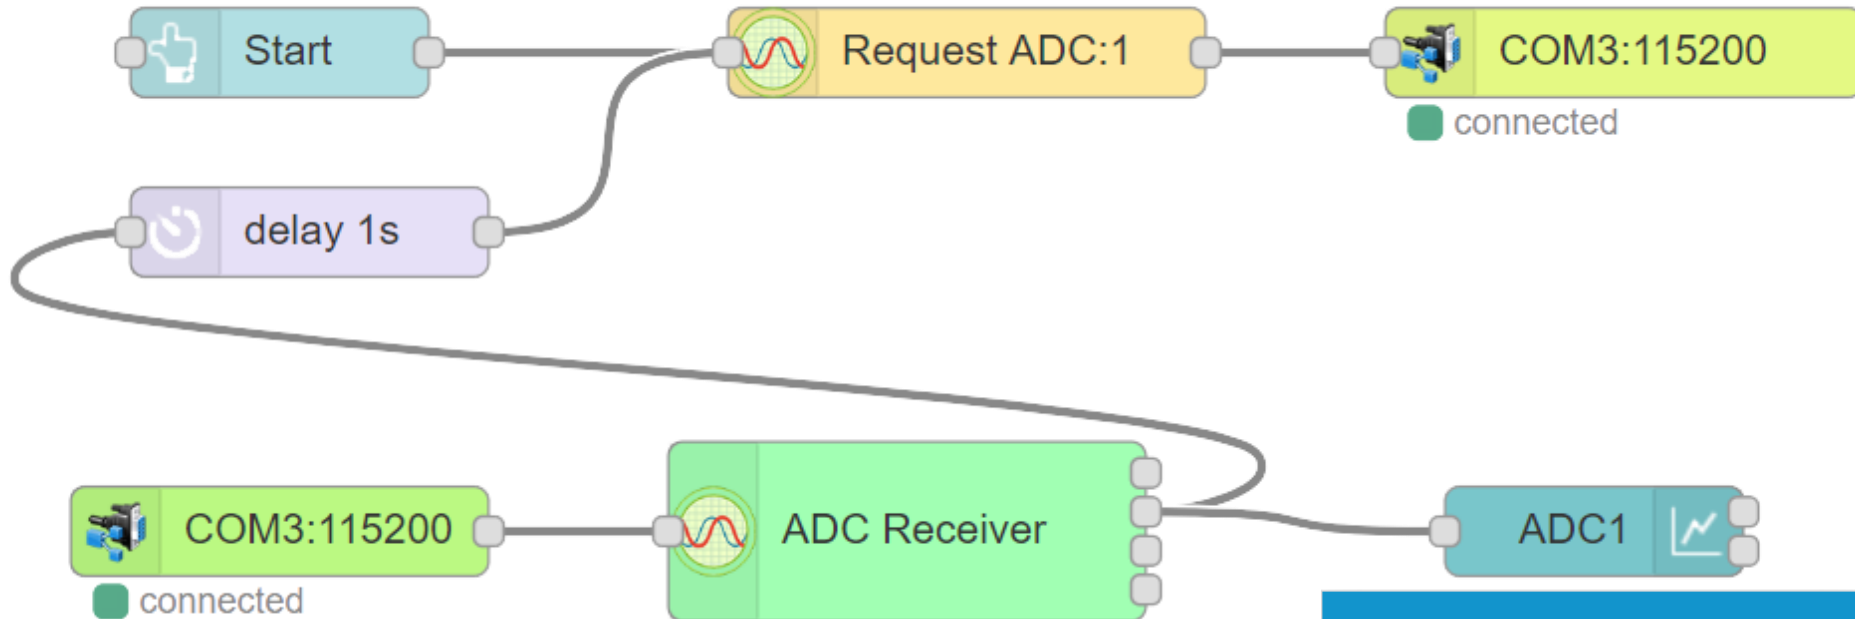 Start
Request ADC:1
COM3:115200
connected
delay 1s
COM3:115200
connected
ADC Receiver
ADC1